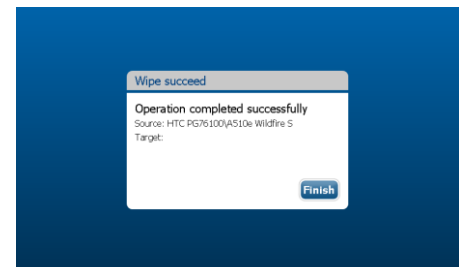 Wipe succeed
Operation completed successfully
Source: HTC PG76100\A510e Wildfire S
Target:
Finish